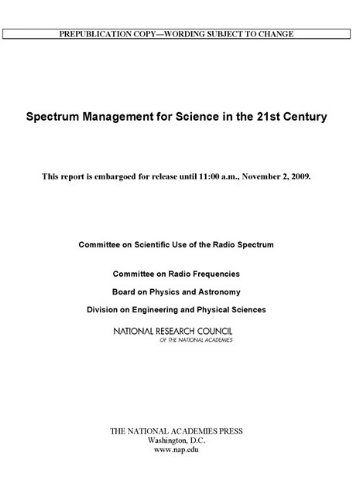 PREPUBLICATION COPY—WORDING SUBJECT TO CHANGE
Spectrum Management for Science in the 21st Century
This report is embargoed for release until 11:00 a.m., November 2, 2009.
Committee on Scientific Use of the Radio Spectrum
Committee on Radio Frequencies
Board on Physics and Astronomy
Division on Engineering and Physical Sciences
NATIONAL RESEARCH COUNCIL
OF THE NATIONAL ACADEMIES
THE NATIONAL ACADEMIES PRESS
Washington, D.C.
www.nap.edu